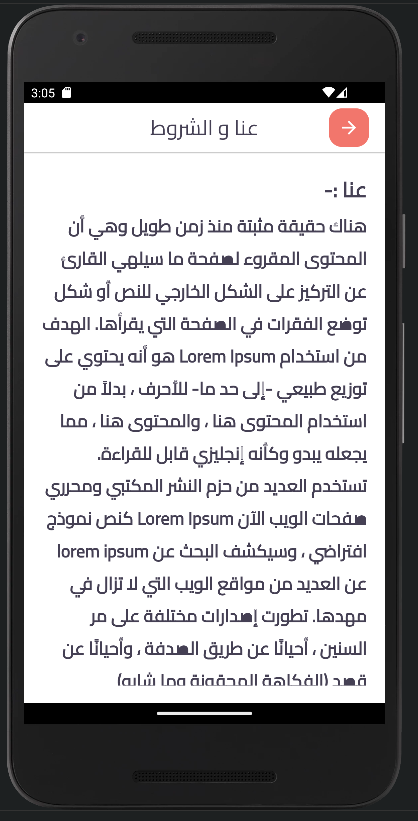 3:05
عنا و الشروط
عنا :-
هناك حقيقة مثبتة منذ زمن طويل وهي أن
المحتوى المقروء لصفحة ما سيلهي القارئ
عن التركيز على الشكل الخارجي للنص أو شكل
توضع الفقرات في الصفحة التي يقرأها. الهدف
من استخدام Lorem Ipsum هو أنه يحتوي على
توزيع طبيعي -إلى حد ما- للأحرف ، بدلاً من
استخدام المحتوى هنا ، والمحتوى هنا ، مما
يجعله يبدو وكأنه إنجليزي قابل للقراءة.
تستخدم العديد من حزم النشر المكتبي ومحرري
صفحات الويب الآن Lorem Ipsum كنص نموذج
افتراضي ، وسيكشف البحث عن lorem ipsum
عن العديد من مواقع الويب التي لا تزال في
مهدها. تطورت إصدارات مختلفة على مر
السنين ، أحيانًا عن طريق الصدفة ، وأحيانًا عن
قصد (الفكاهة المحقونة وما شابه)